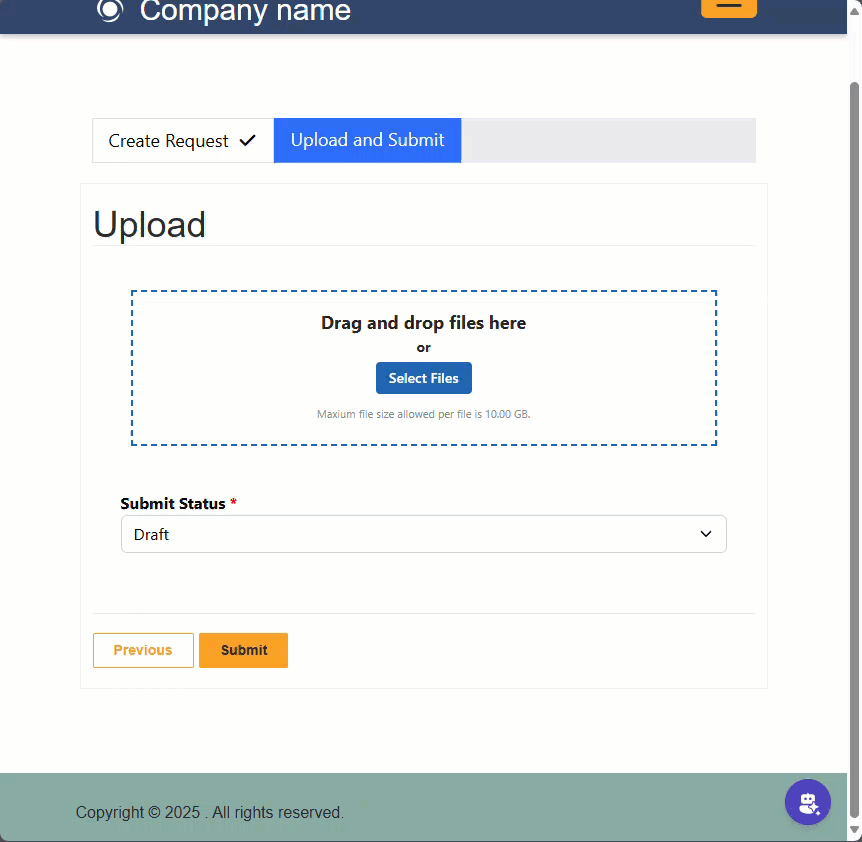 Company name
Create Request
Upload and Submit
Upload
Drag and drop files here
or
Select Files
Maxium file size allowed per file is 10.00 GB.
Submit Status *
Draft
Previous
Submit
Copyright © 2025 . All rights reserved.